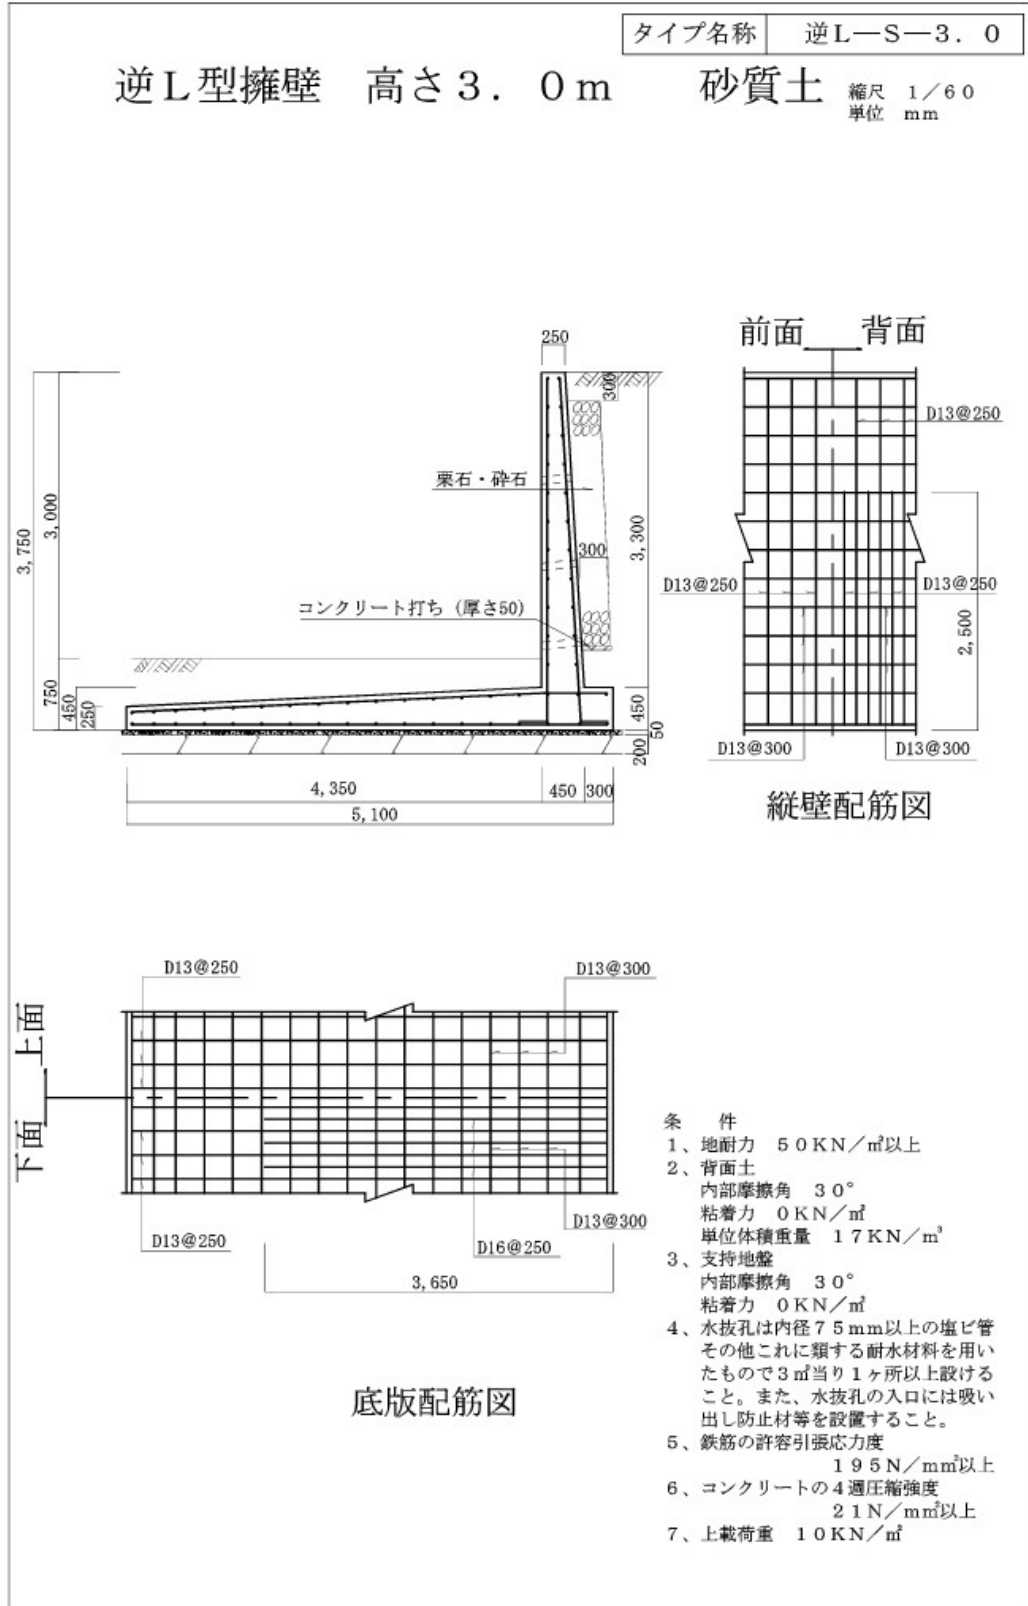 タイプ名称 逆L—S—3.0
逆L型擁壁 高さ3.0m 砂質土
縮尺 1/60
単位 mm
250
300
栗石・砕石
300
コンクリート打ち（厚さ50）
3,750
3,000
750
450
250
3,300
450
50
200
4,350
450
300
5,100
前面 背面
D13@250
D13@250
D13@250
2,500
D13@300
D13@300
縦壁配筋図
D13@250
D13@300
上面
下面
D13@250
D16@250
D13@300
3,650
底版配筋図
条 件
1、地耐力 50KN/㎡以上
2、背面土
内部摩擦角 30°
粘着力 0KN/㎡
単位体積重量 17KN/m³
3、支持地盤
内部摩擦角 30°
粘着力 0KN/㎡
4、水抜孔は内径75mm以上の塩ビ管
その他これに類する耐水材料を用い
たもので3㎡当り1ヶ所以上設ける
こと。また、水抜孔の入口には吸い
出し防止材等を設置すること。
5、鉄筋の許容引張応力度
195N/mm²以上
6、コンクリートの4週圧縮強度
21N/mm²以上
7、上載荷重 10KN/㎡